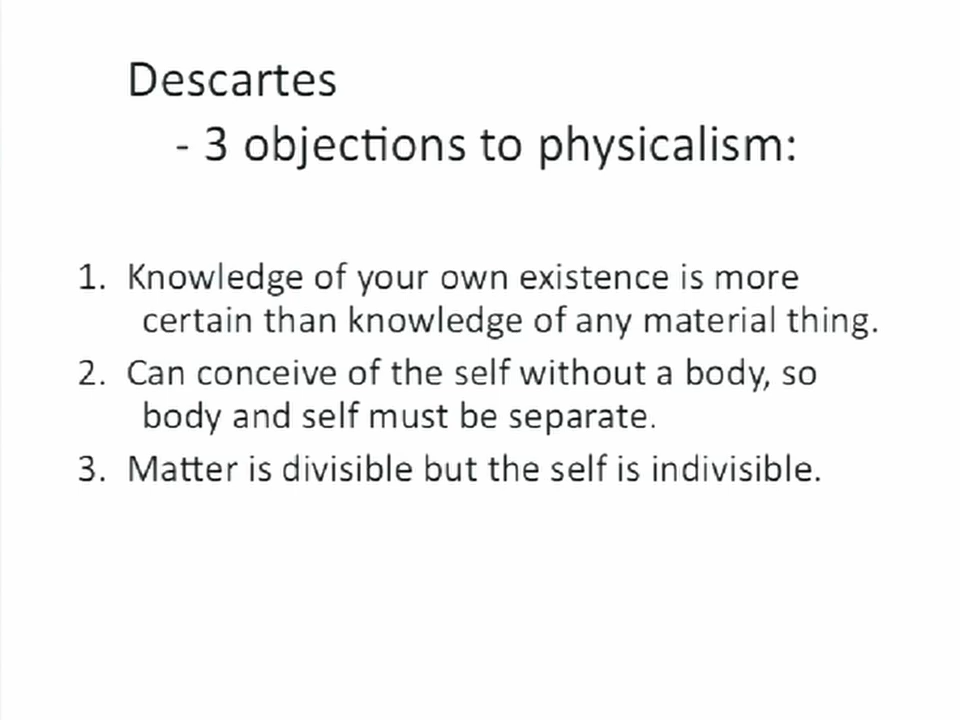 Descartes
- 3 objections to physicalism:
1. Knowledge of your own existence is more
certain than knowledge of any material thing.
2. Can conceive of the self without a body, so
body and self must be separate.
3. Matter is divisible but the self is indivisible.